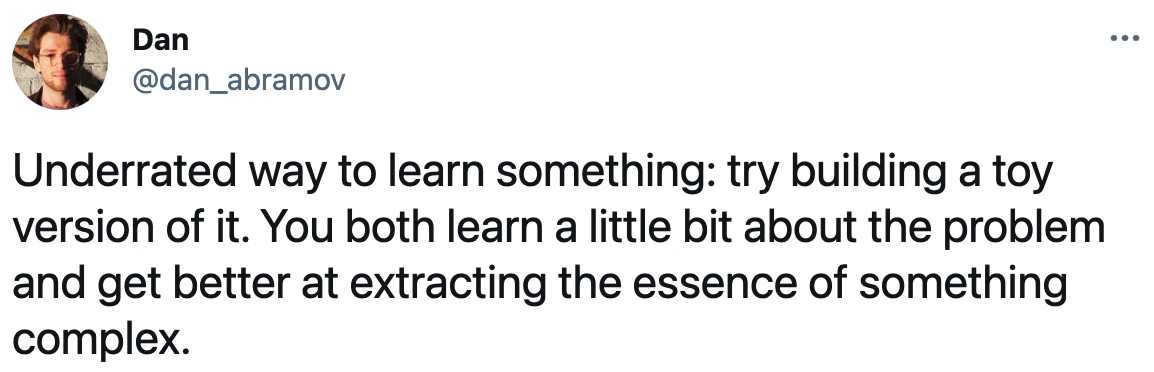 Dan
@dan_abramov
Underrated way to learn something: try building a toy
version of it. You both learn a little bit about the problem
and get better at extracting the essence of something
complex.